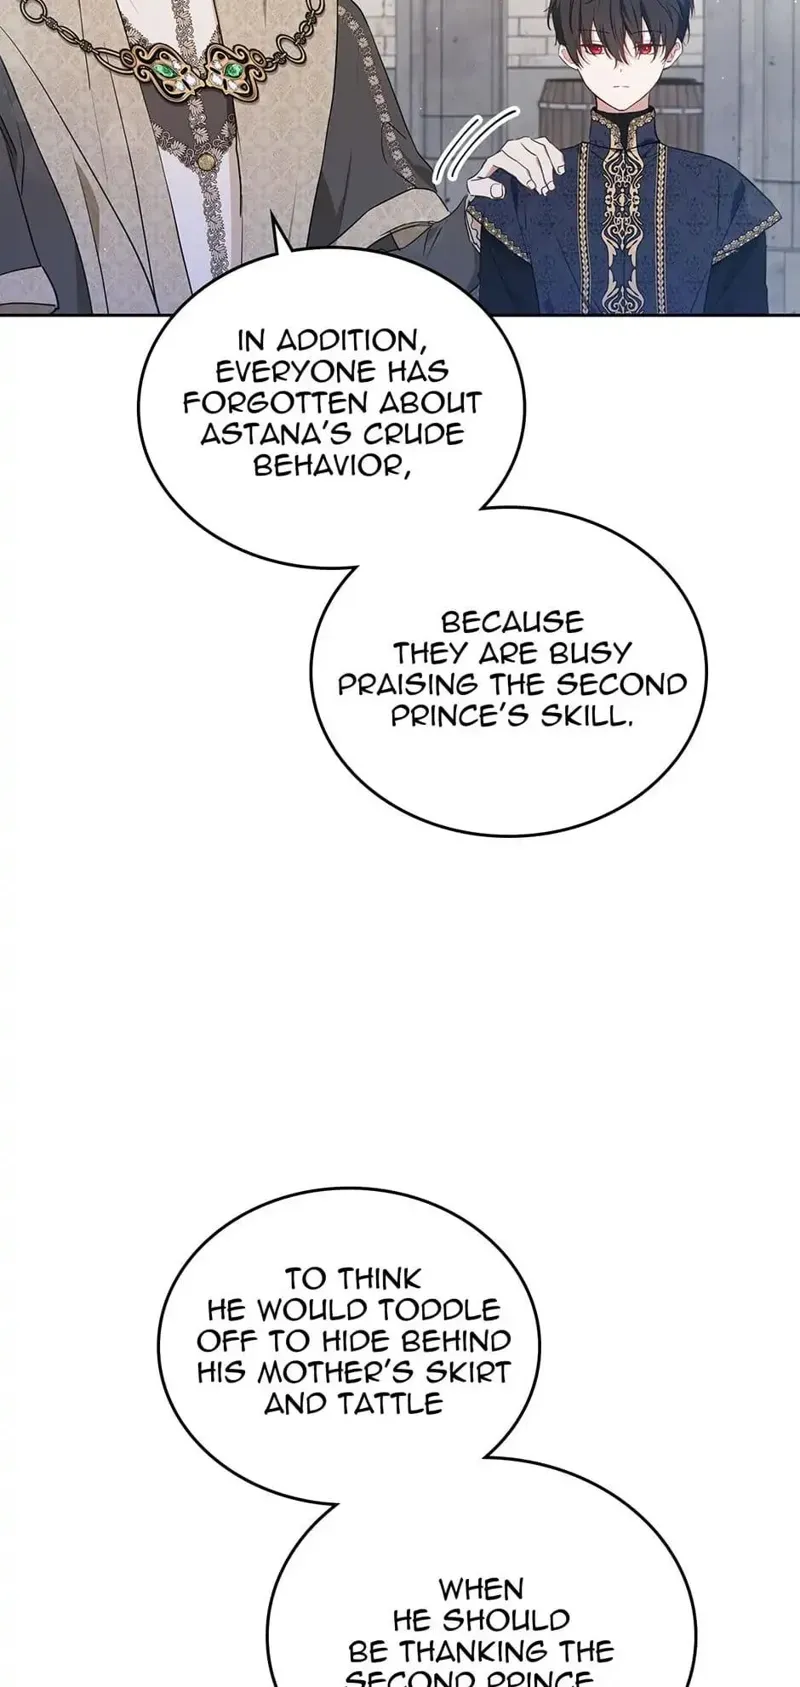 IN ADDITION,
EVERYONE HAS
FORGOTTEN ABOUT
ASTANA'S CRUDE
BEHAVIOR,
BECAUSE
THEY ARE BUSY
PRAISING THE SECOND
PRINCE'S SKILL.
TO THINK
HE WOULD TODDLE
OFF TO HIDE BEHIND
HIS MOTHER'S SKIRT
AND TATTLE
WHEN
HE SHOULD
BE THANKING THE
SECOND PRINCE